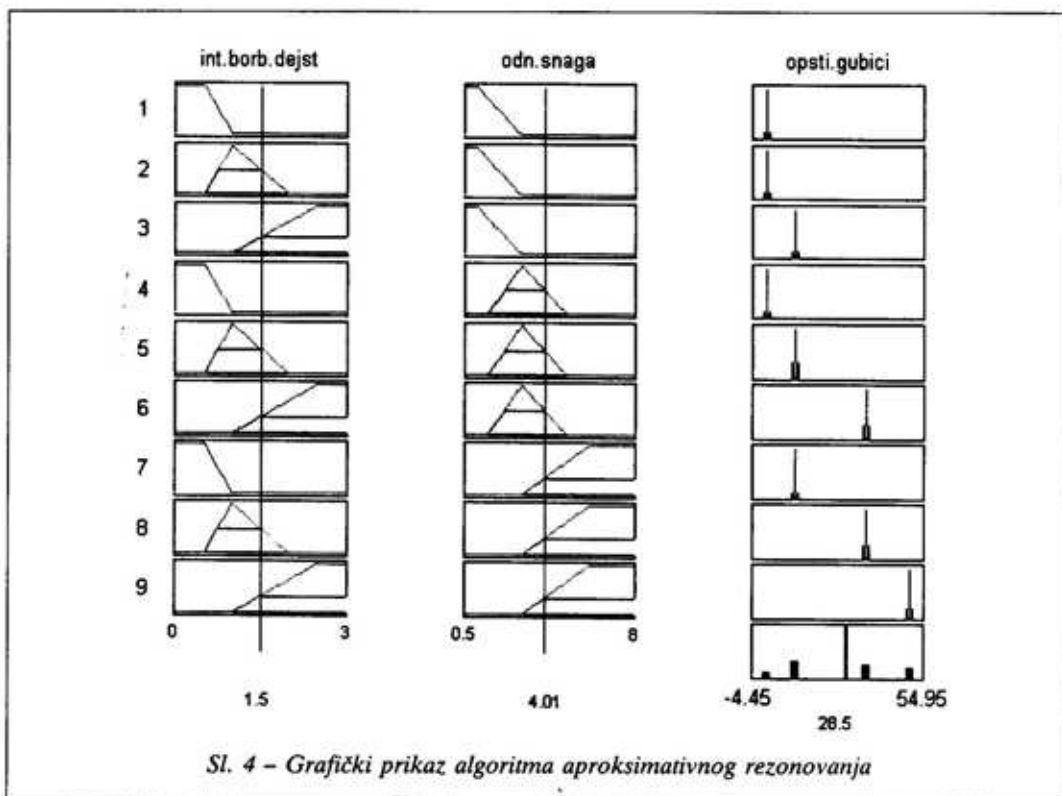 int.borb.dejst odn.snaga opsti.gubici
1
2
3
4
5
6
7
8
9
0 3 0.5 8
-4.45 54.95
1.5 4.01 28.5
Sl. 4 – Grafički prikaz algoritma aproksimativnog rezonovanja